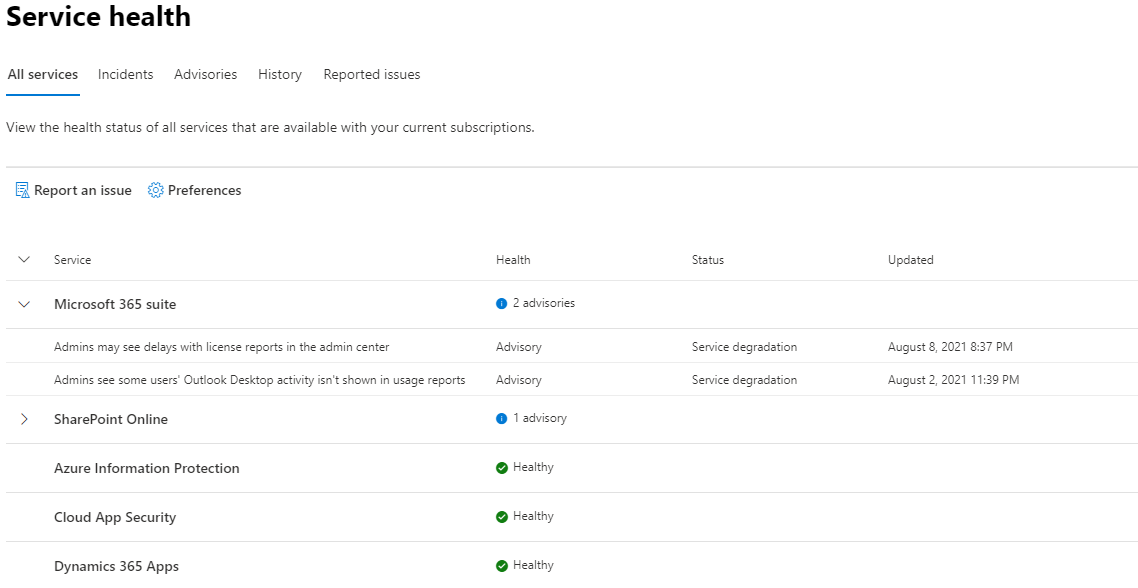 Service health
All services Incidents Advisories History Reported issues
View the health status of all services that are available with your current subscriptions.
Report an issue Preferences
Service Health Status Updated
Microsoft 365 suite 2 advisories
Admins may see delays with license reports in the admin center Advisory Service degradation August 8, 2021 8:37 PM
Admins see some users' Outlook Desktop activity isn't shown in usage reports Advisory Service degradation August 2, 2021 11:39 PM
SharePoint Online 1 advisory
Azure Information Protection Healthy
Cloud App Security Healthy
Dynamics 365 Apps Healthy